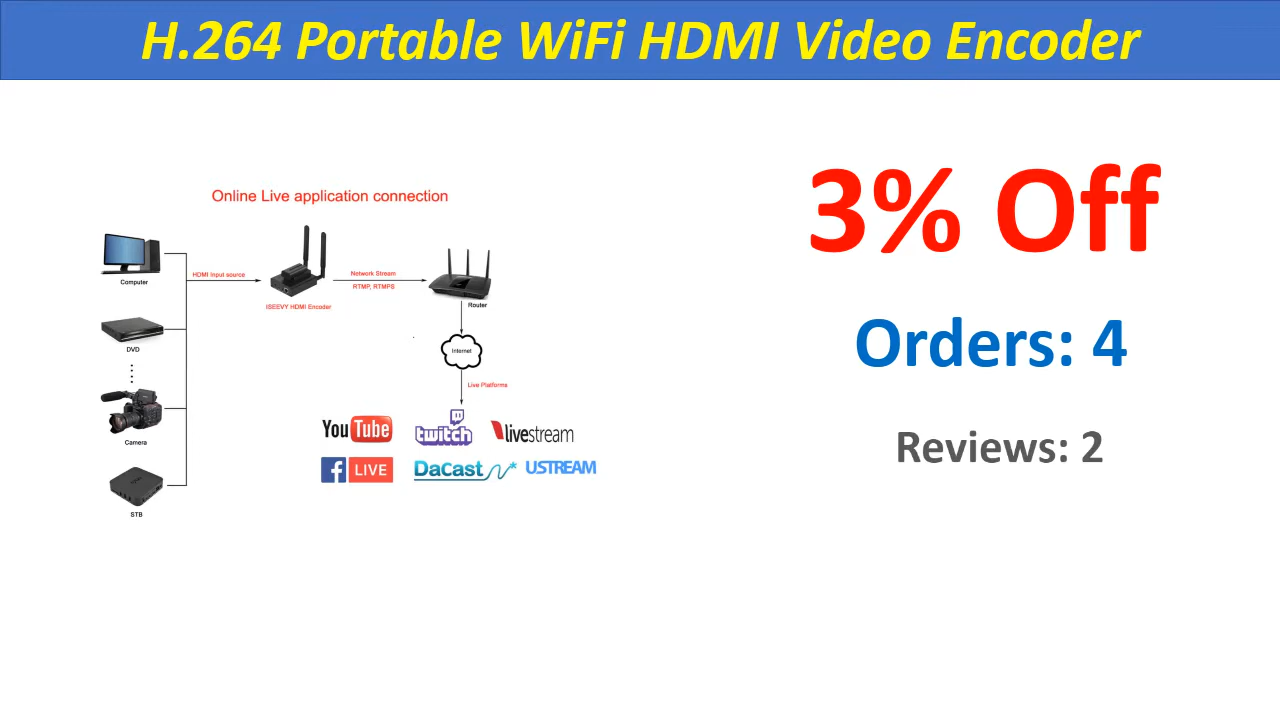 H.264 Portable WiFi HDMI Video Encoder
Online Live application connection
3% Off
Orders: 4
Reviews: 2
Computer
HDMI Input source
ISEEVY HDMI Encoder
Network Stream
RTMP, RTMPS
Router
DVD
Internet
Live Platforms
Camera
STB
YouTube
twitch
livestream
f LIVE
DaCast
USTREAM